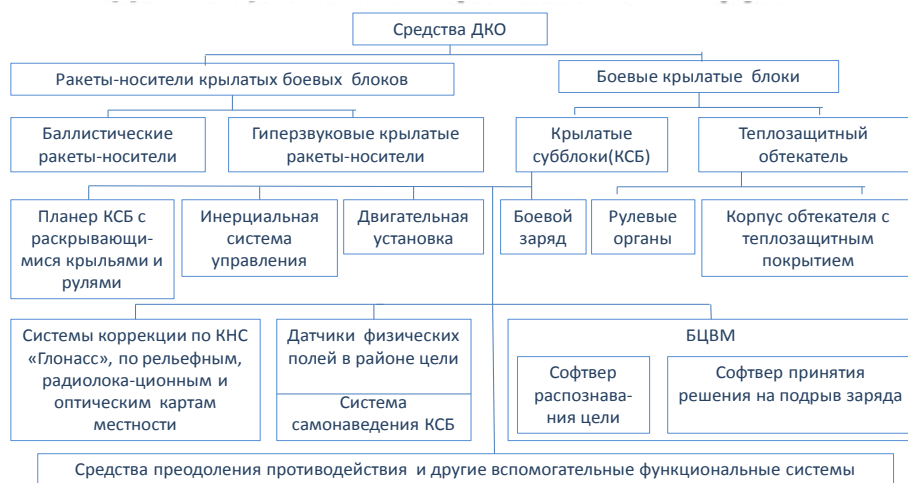 Средства ДКО
Ракеты-носители крылатых боевых блоков
Боевые крылатые блоки
Баллистические
ракеты-носители
Гиперзвуковые крылатые
ракеты-носители
Крылатые
субблоки(КСБ)
Теплозащитный
обтекатель
Планер КСБ с
раскрывающи-
мися крыльями и
рулями
Инерциальная
система
управления
Двигательная
установка
Боевой
заряд
Рулевые
органы
Корпус обтекателя с
теплозащитным
покрытием
Системы коррекции по КНС
«Глонасс», по рельефным,
радиолока-ционным и
оптическим картам
местности
Датчики физических
полей в районе цели
Система
самонаведения КСБ
БЦВМ
Софтвер
распознава-
ния цели
Софтвер принятия
решения на подрыв заряда
Средства преодоления противодействия и другие вспомогательные функциональные системы